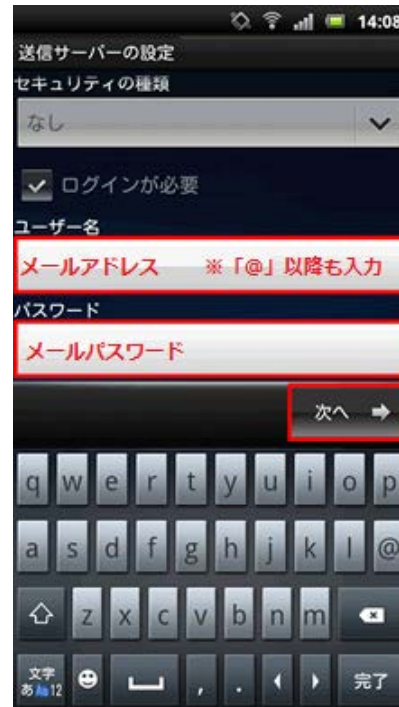 14:08
送信サーバーの設定
セキュリティの種類
なし
ログインが必要
ユーザー名
メールアドレス ※「@」以降も入力
パスワード
メールパスワード
次へ
q w e r t y u i o p
a s d f g h j k l @
z x c v b n m
文字 あA12 , . 完了